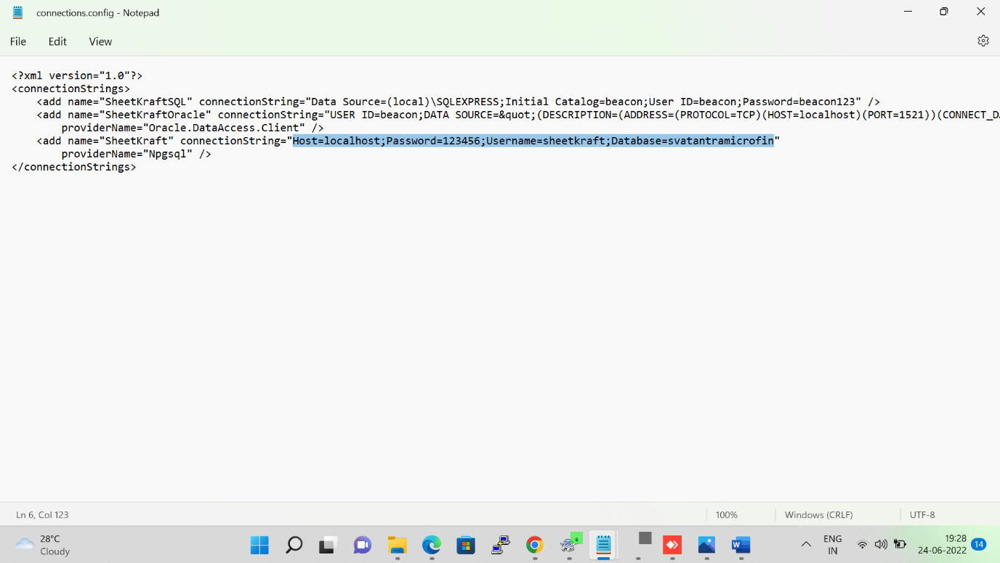 connections.config - Notepad
File Edit View
<?xml version="1.0"?>
<connectionStrings>
<add name="SheetKraftSQL" connectionString="Data Source=(local)\SQLEXPRESS;Initial Catalog=beacon;User ID=beacon;Password=beacon123" />
<add name="SheetKraftOracle" connectionString="USER ID=beacon;DATA SOURCE=&quot;(DESCRIPTION=(ADDRESS=(PROTOCOL=TCP)(HOST=localhost)(PORT=1521))(CONNECT_DA
providerName="Oracle.DataAccess.Client" />
<add name="SheetKraft" connectionString="Host=localhost;Password=123456;Username=sheetkraft;Database=svatantramicrofin"
providerName="Npgsql" />
</connectionStrings>
Ln 6, Col 123 100% Windows (CRLF) UTF-8
28°C
Cloudy
ENG
IN
19:28
24-06-2022
14